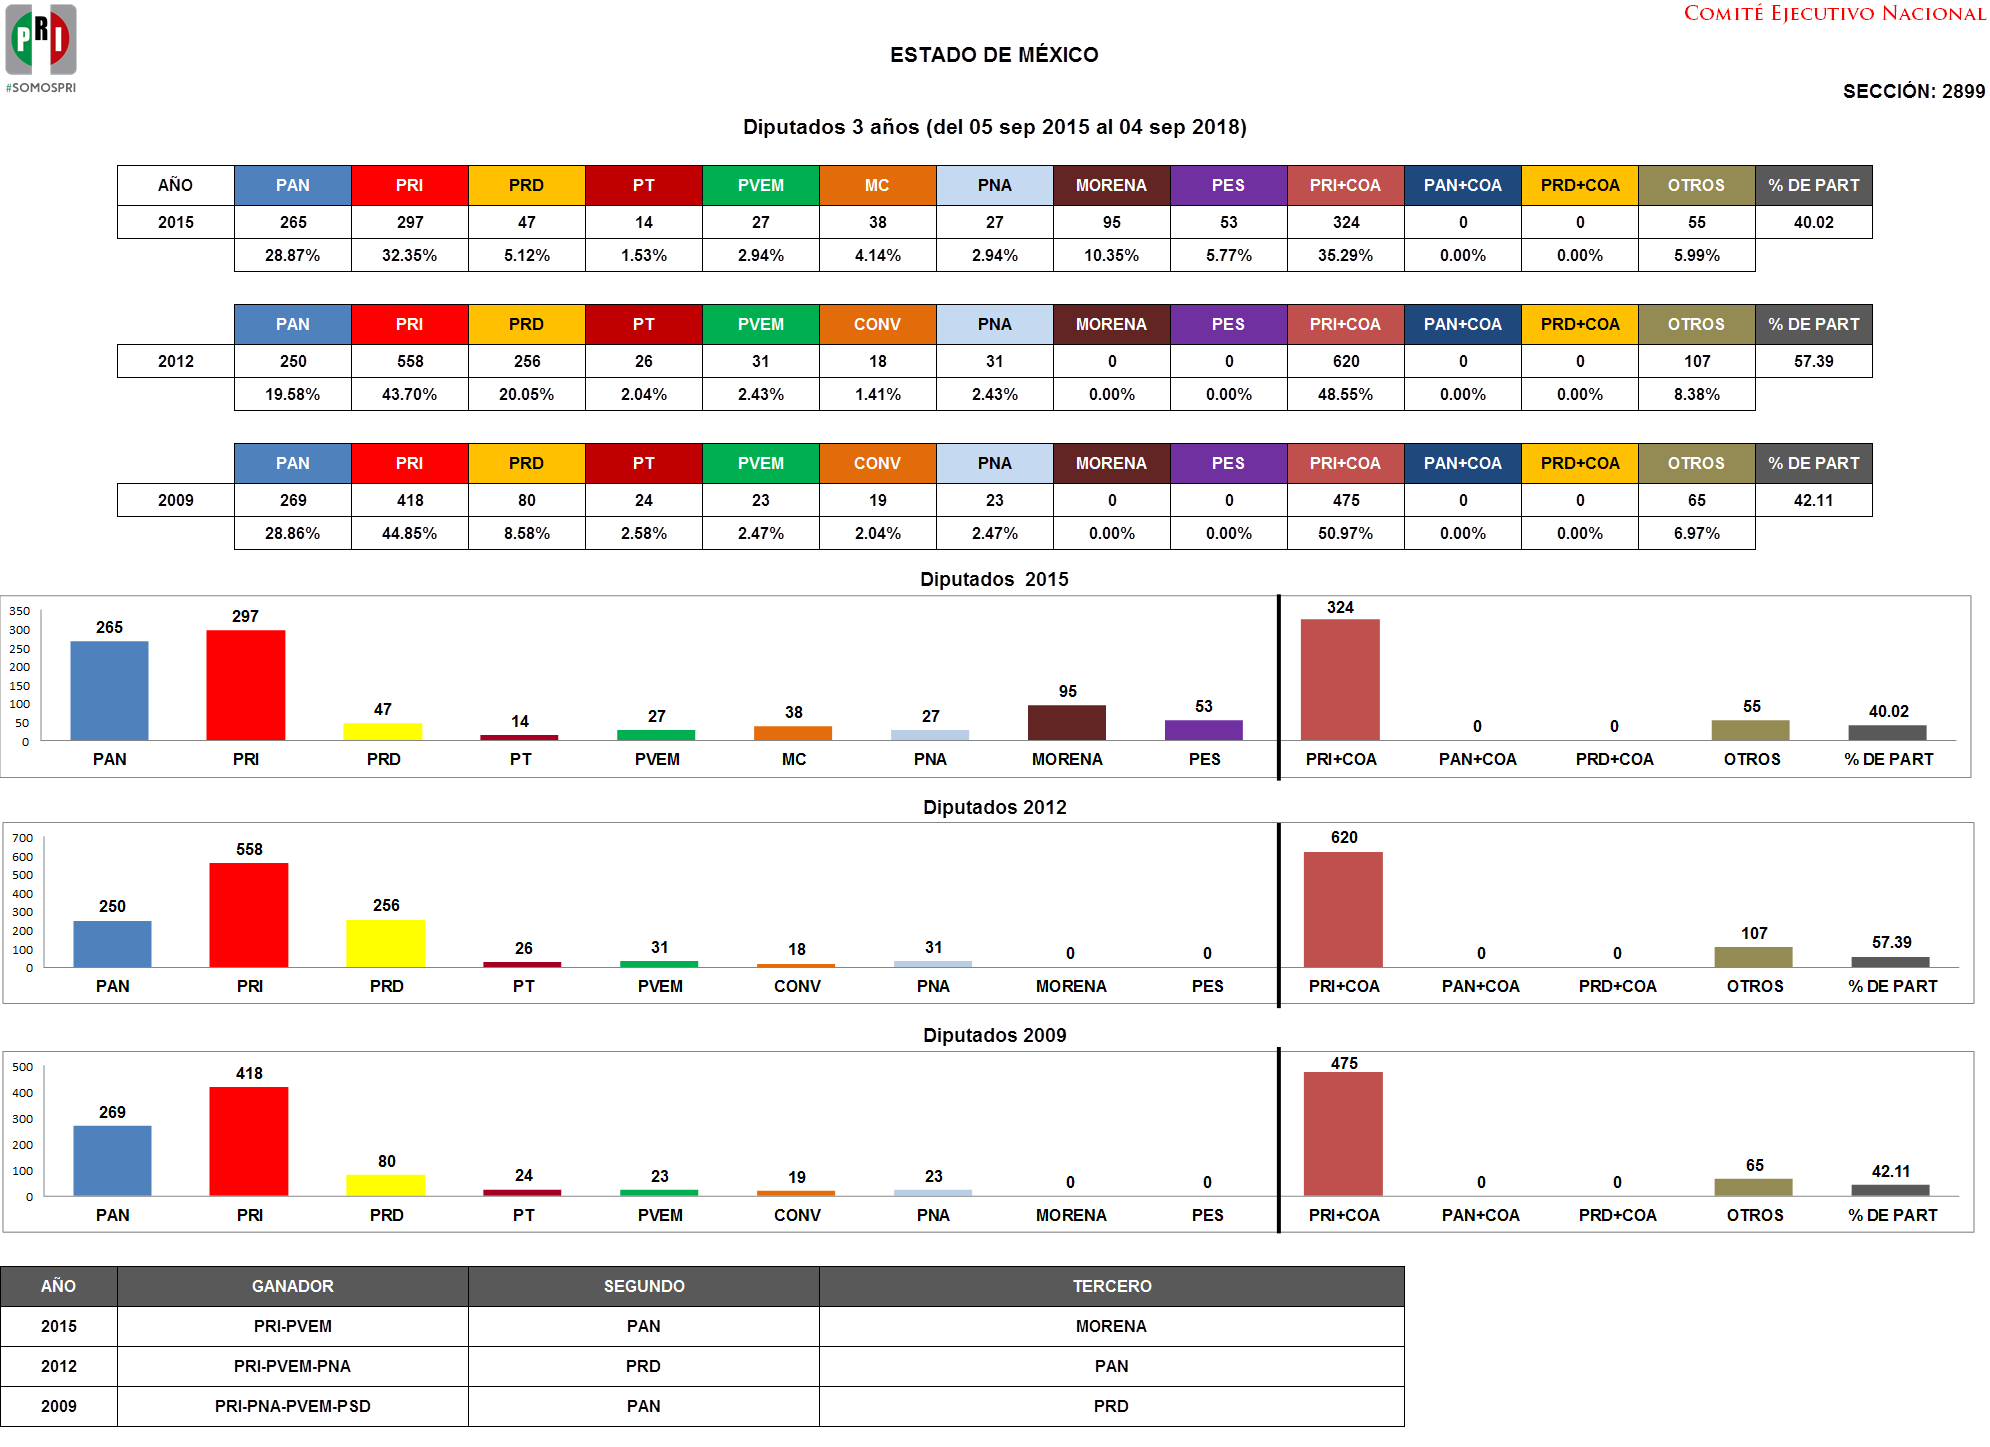 PRI
#SOMOSPRI
COMITÉ EJECUTIVO NACIONAL
ESTADO DE MÉXICO
SECCIÓN: 2899
Diputados 3 años (del 05 sep 2015 al 04 sep 2018)
AÑO PAN PRI PRD PT PVEM MC PNA MORENA PES PRI+COA PAN+COA PRD+COA OTROS % DE PART
2015 265 297 47 14 27 38 27 95 53 324 0 0 55 40.02
28.87% 32.35% 5.12% 1.53% 2.94% 4.14% 2.94% 10.35% 5.77% 35.29% 0.00% 0.00% 5.99%
PAN PRI PRD PT PVEM CONV PNA MORENA PES PRI+COA PAN+COA PRD+COA OTROS % DE PART
2012 250 558 256 26 31 18 31 0 0 620 0 0 107 57.39
19.58% 43.70% 20.05% 2.04% 2.43% 1.41% 2.43% 0.00% 0.00% 48.55% 0.00% 0.00% 8.38%
PAN PRI PRD PT PVEM CONV PNA MORENA PES PRI+COA PAN+COA PRD+COA OTROS % DE PART
2009 269 418 80 24 23 19 23 0 0 475 0 0 65 42.11
28.86% 44.85% 8.58% 2.58% 2.47% 2.04% 2.47% 0.00% 0.00% 50.97% 0.00% 0.00% 6.97%
Diputados 2015
350
300
250
200
150
100
50
0
265 297 47 14 27 38 27 95 53 324 0 0 55 40.02
PAN PRI PRD PT PVEM MC PNA MORENA PES PRI+COA PAN+COA PRD+COA OTROS % DE PART
Diputados 2012
700
600
500
400
300
200
100
0
250 558 256 26 31 18 31 0 0 620 0 0 107 57.39
PAN PRI PRD PT PVEM CONV PNA MORENA PES PRI+COA PAN+COA PRD+COA OTROS % DE PART
Diputados 2009
500
400
300
200
100
0
269 418 80 24 23 19 23 0 0 475 0 0 65 42.11
PAN PRI PRD PT PVEM CONV PNA MORENA PES PRI+COA PAN+COA PRD+COA OTROS % DE PART
AÑO GANADOR SEGUNDO TERCERO
2015 PRI-PVEM PAN MORENA
2012 PRI-PVEM-PNA PRD PAN
2009 PRI-PNA-PVEM-PSD PAN PRD